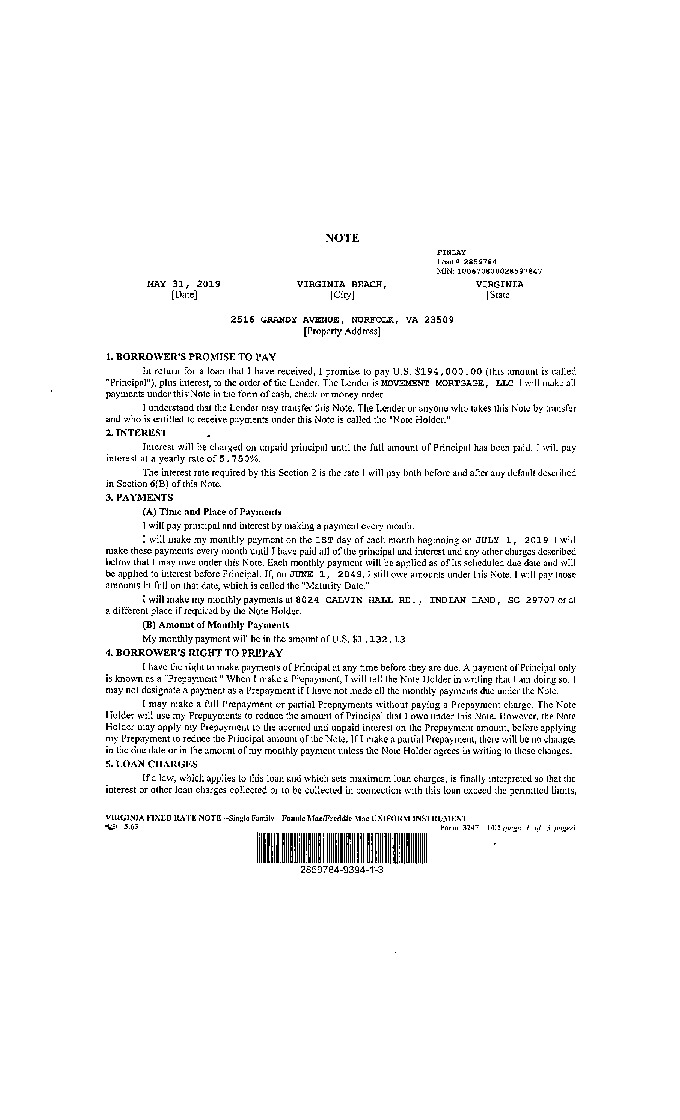 NOTE
FINLAY
Loan #: 2859784
MIN: 100670800028597847
MAY 31, 2019 VIRGINIA BEACH, VIRGINIA
[Date] [City] [State
2516 GRANDY AVENUE, NORFOLK, VA 23509
[Property Address]
1. BORROWER'S PROMISE TO PAY
In return for a loan that I have received, I promise to pay U.S. $194,000.00 (this amount is called
"Principal"), plus interest, to the order of the Lender. The Lender is MOVEMENT MORTGAGE, LLC I will make all
payments under this Note in the form of cash, check or money order
I understand that the Lender may transfer this Note. The Lender or anyone who takes this Note by transfer
and who is entitled to receive payments under this Note is called the "Note Holder."
2. INTEREST
Interest will be charged on unpaid principal until the full amount of Principal has been paid. I will pay
interest at a yearly rate of 5.750%.
The interest rate required by this Section 2 is the rate I will pay both before and after any default described
in Section 6(B) of this Note.
3. PAYMENTS
(A) Time and Place of Payments
I will pay principal and interest by making a payment every month.
I will make my monthly payment on the 1ST day of each month beginning on JULY 1, 2019 I will
make these payments every month until I have paid all of the principal and interest and any other charges described
below that I may owe under this Note. Each monthly payment will be applied as of its scheduled due date and will
be applied to interest before Principal. If, on JUNE 1, 2049, I still owe amounts under this Note, I will pay those
amounts in full on that date, which is called the "Maturity Date."
I will make my monthly payments at 8024 CALVIN HALL RD., INDIAN LAND, SC 29707 or at
a different place if required by the Note Holder.
(B) Amount of Monthly Payments
My monthly payment will be in the amount of U.S. $1,132.13
4. BORROWER'S RIGHT TO PREPAY
I have the right to make payments of Principal at any time before they are due. A payment of Principal only
is known as a "Prepayment." When I make a Prepayment, I will tell the Note Holder in writing that I am doing so. I
may not designate a payment as a Prepayment if I have not made all the monthly payments due under the Note.
I may make a full Prepayment or partial Prepayments without paying a Prepayment charge. The Note
Holder will use my Prepayments to reduce the amount of Principal that I owe under this Note. However, the Note
Holder may apply my Prepayment to the accrued and unpaid interest on the Prepayment amount, before applying
my Prepayment to reduce the Principal amount of the Note. If I make a partial Prepayment, there will be no changes
in the due date or in the amount of my monthly payment unless the Note Holder agrees in writing to those changes.
5. LOAN CHARGES
If a law, which applies to this loan and which sets maximum loan charges, is finally interpreted so that the
interest or other loan charges collected or to be collected in connection with this loan exceed the permitted limits,
VIRGINIA FIXED RATE NOTE --Single Family --Fannie Mae/Freddie Mac UNIFORM INSTRUMENT
Form 3247 (page 1 of 3 pages)
2859784-9394-1-3